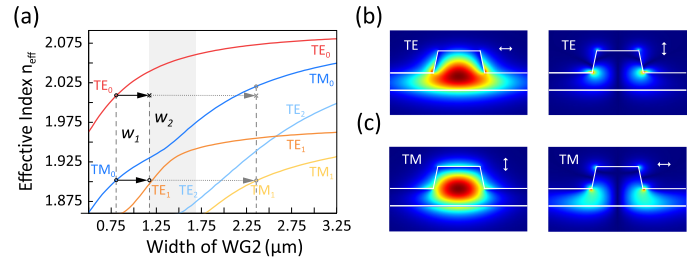 (a)
Effective Index n_eff
2.075
2.025
1.975
1.925
1.875
TE₀
TE₀
TM₀
TM₀
TE₂
TE₁
TM₁
TE₁
TE₂
TM₁
w₁
w₂
0.75
1.25
1.75
2.25
2.75
3.25
Width of WG2 (μm)
(b)
TE
TE
(c)
TM
TM